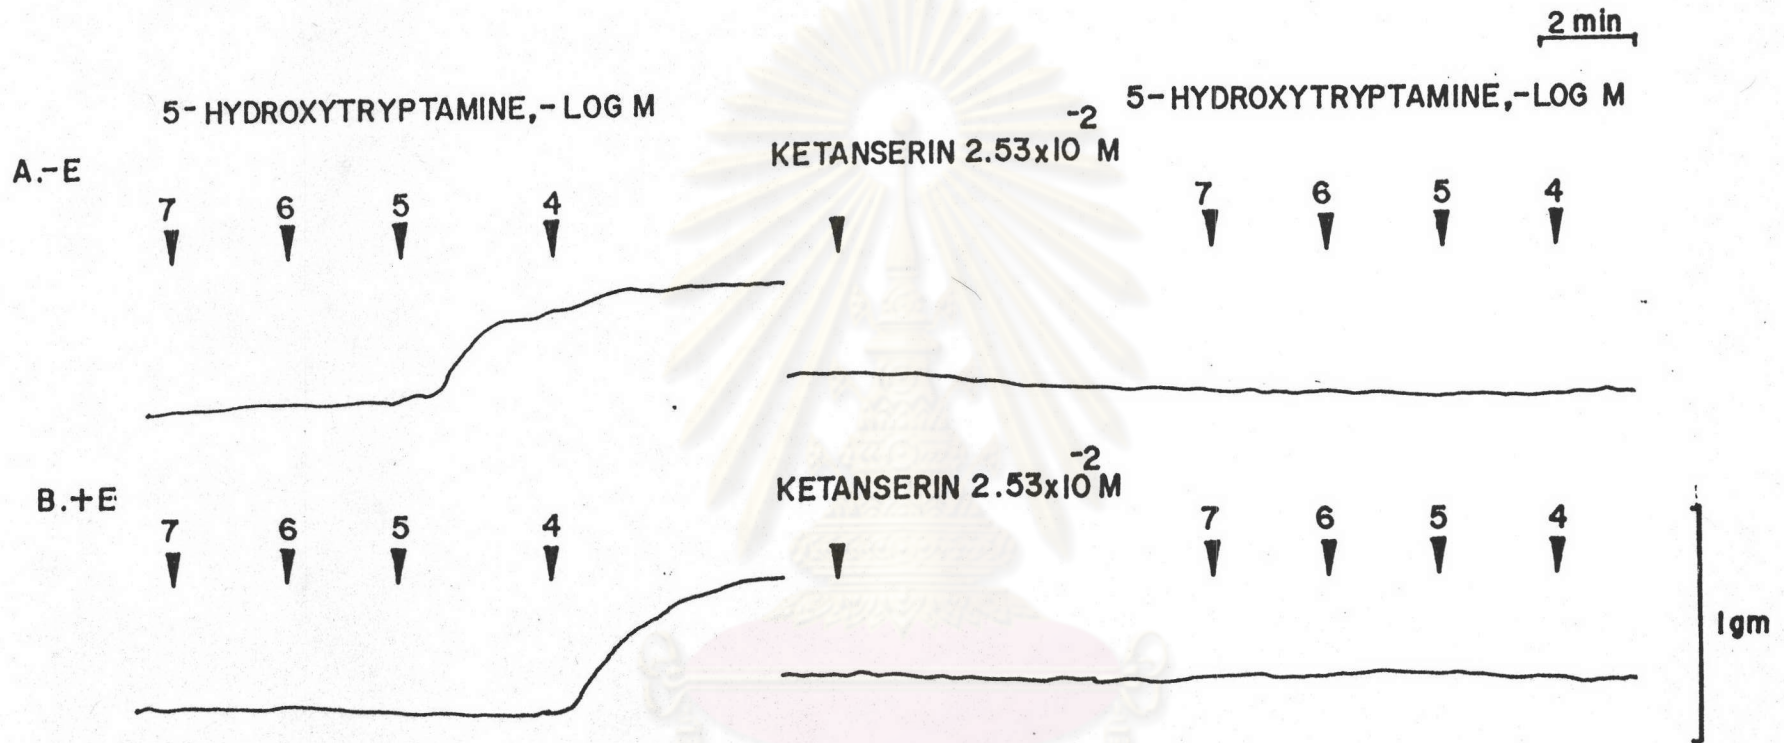 2 min
5-HYDROXYTRYPTAMINE,-LOG M
5-HYDROXYTRYPTAMINE,-LOG M
KETANSERIN 2.53x10⁻² M
A.-E
7 6 5 4
7 6 5 4
KETANSERIN 2.53x10⁻² M
B.+E
7 6 5 4
7 6 5 4
1gm